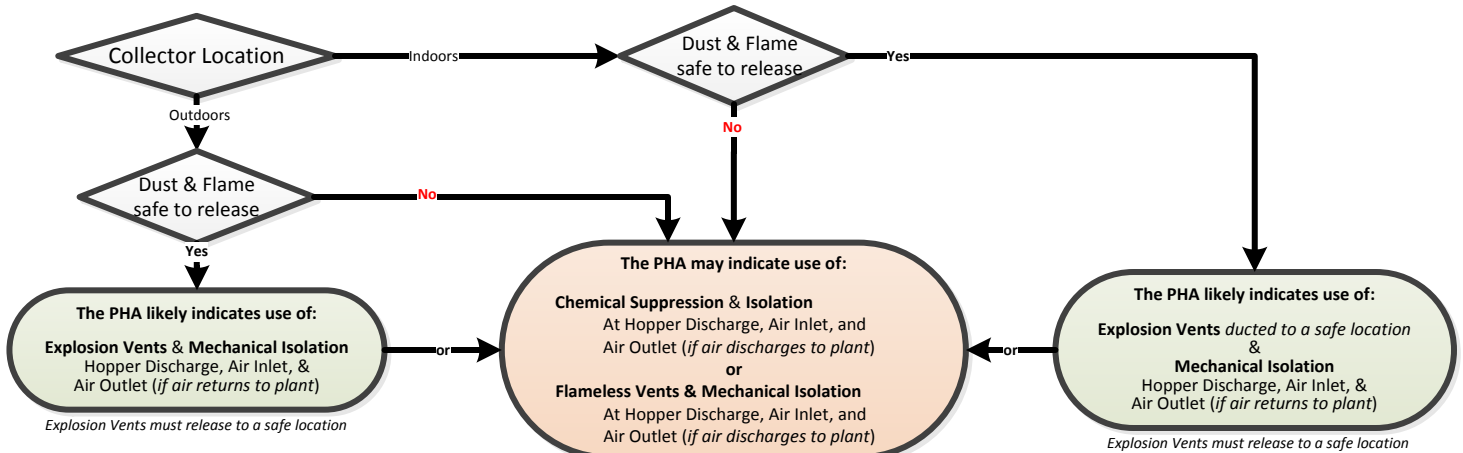 Collector Location
Indoors
Dust & Flame
safe to release
Yes
Outdoors
No
Dust & Flame
safe to release
No
Yes
The PHA likely indicates use of:
Explosion Vents & Mechanical Isolation
Hopper Discharge, Air Inlet, &
Air Outlet (if air returns to plant)
Explosion Vents must release to a safe location
or
The PHA may indicate use of:
Chemical Suppression & Isolation
At Hopper Discharge, Air Inlet, and
Air Outlet (if air discharges to plant)
or
Flameless Vents & Mechanical Isolation
At Hopper Discharge, Air Inlet, and
Air Outlet (if air discharges to plant)
or
The PHA likely indicates use of:
Explosion Vents ducted to a safe location
&
Mechanical Isolation
Hopper Discharge, Air Inlet, &
Air Outlet (if air returns to plant)
Explosion Vents must release to a safe location